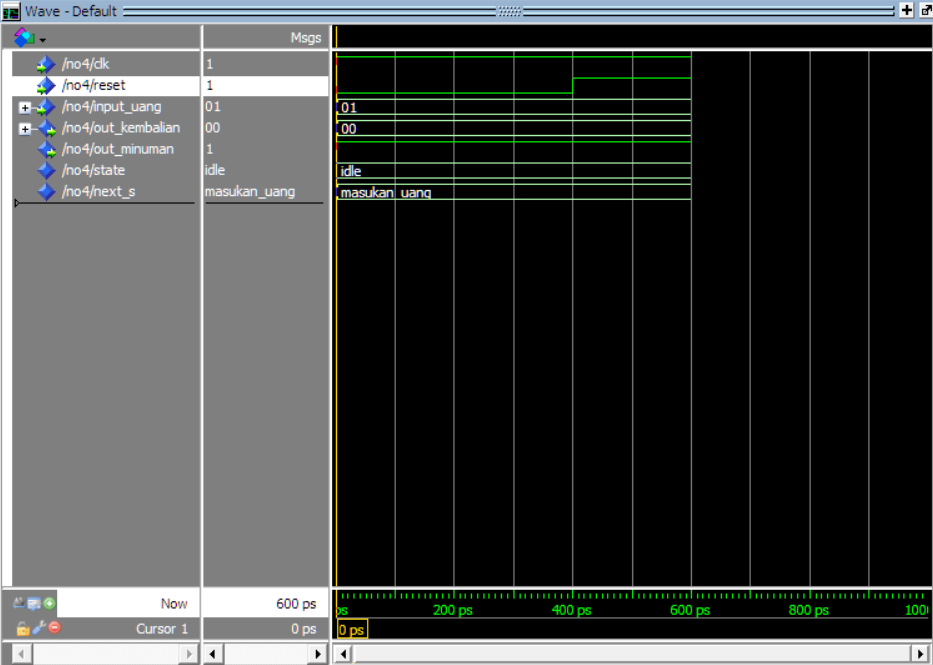 Wave - Default
Msgs
/no4/clk 1
/no4/reset 1
/no4/input_uang 01 01
/no4/out_kembalian 00 00
/no4/out_minuman 1
/no4/state idle idle
/no4/next_s masukan_uang masukan_uang
Now 600 ps ps 200 ps 400 ps 600 ps 800 ps 100
Cursor 1 0 ps 0 ps